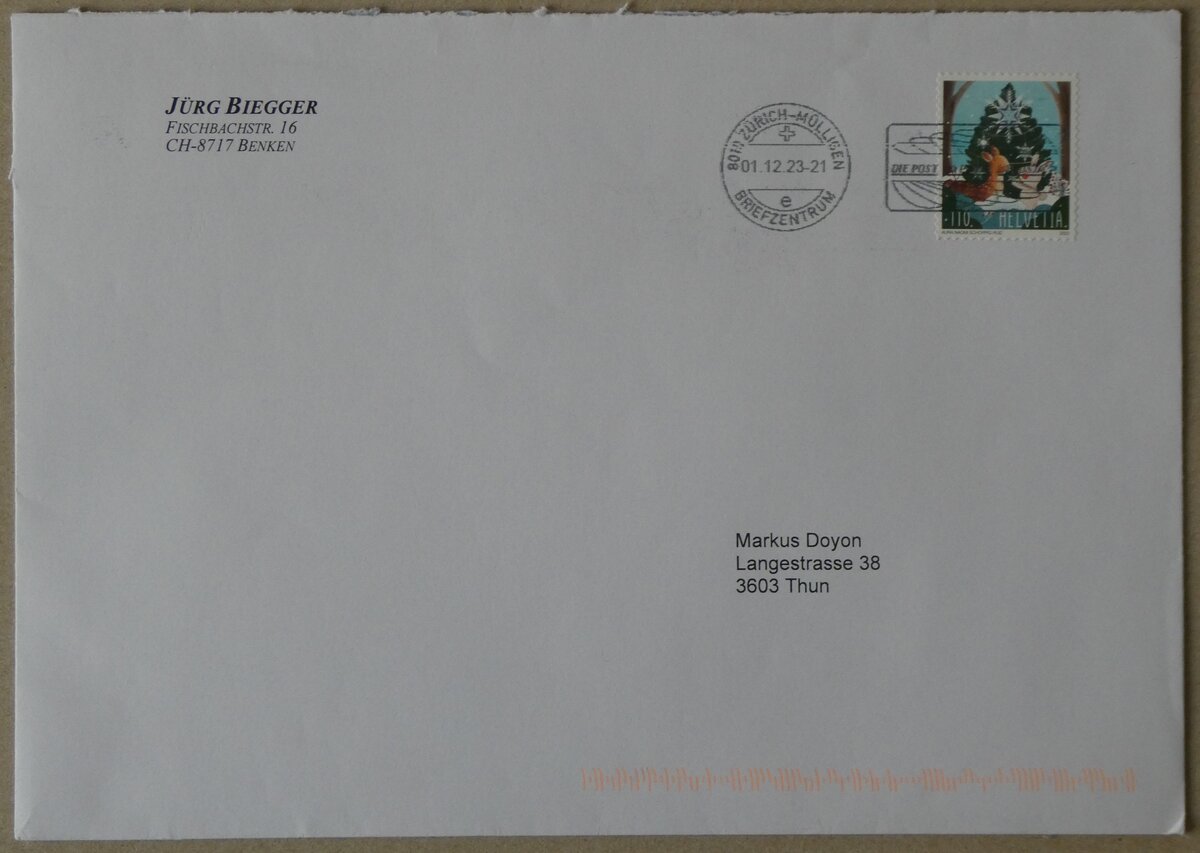 JÜRG BIEGGER
FISCHBACHSTR. 16
CH-8717 BENKEN
8010 ZÜRICH-MÜLLIGEN
01.12.23-21
e
BRIEFZENTRUM
DIE POST
110. HELVETIA.
Markus Doyon
Langestrasse 38
3603 Thun